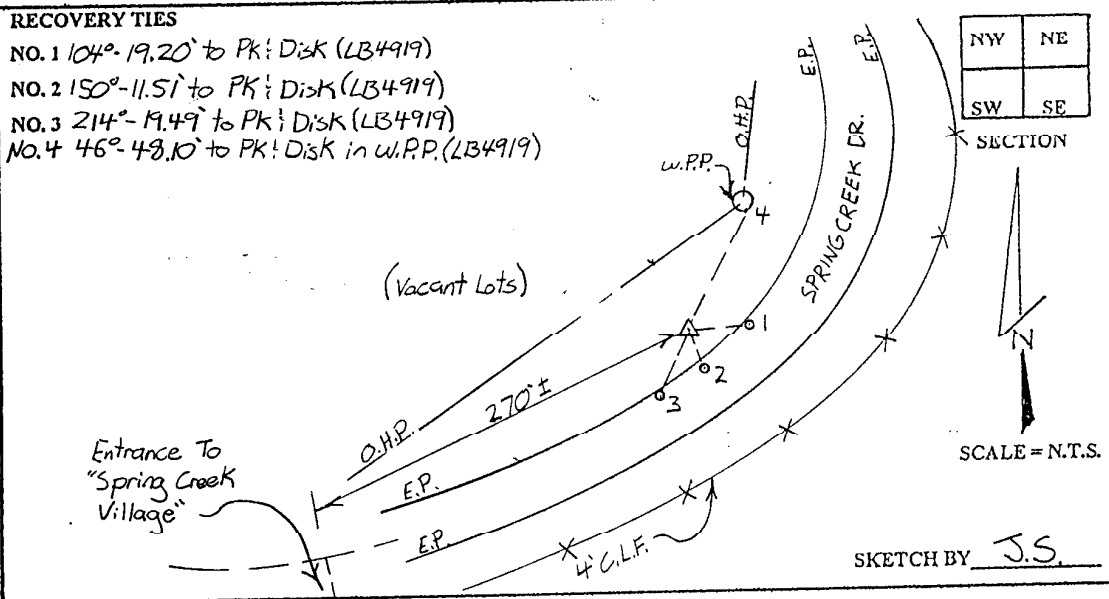 RECOVERY TIES
NO. 1 104°-19.20' to PK & Disk (LB4919)
NO. 2 150°-11.51' to PK & Disk (LB4919)
NO. 3 214°-19.49' to PK & Disk (LB4919)
NO. 4 46°-48.10' to PK & Disk in W.P.P. (LB4919)
NW NE
SW SE
SECTION
E.P.
E.P.
O.H.P.
W.P.P.
4
SPRINGCREEK DR.
(Vacant Lots)
1
2
3
N
270'±
O.H.P.
SCALE = N.T.S.
Entrance To
"Spring Creek
Village"
E.P.
E.P.
4' C.L.F.
SKETCH BY J.S.